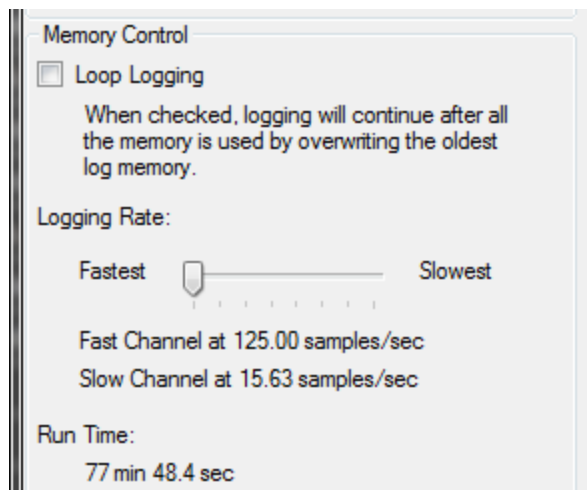 Memory Control
Loop Logging
When checked, logging will continue after all
the memory is used by overwriting the oldest
log memory.
Logging Rate:
Fastest Slowest
Fast Channel at 125.00 samples/sec
Slow Channel at 15.63 samples/sec
Run Time:
77 min 48.4 sec